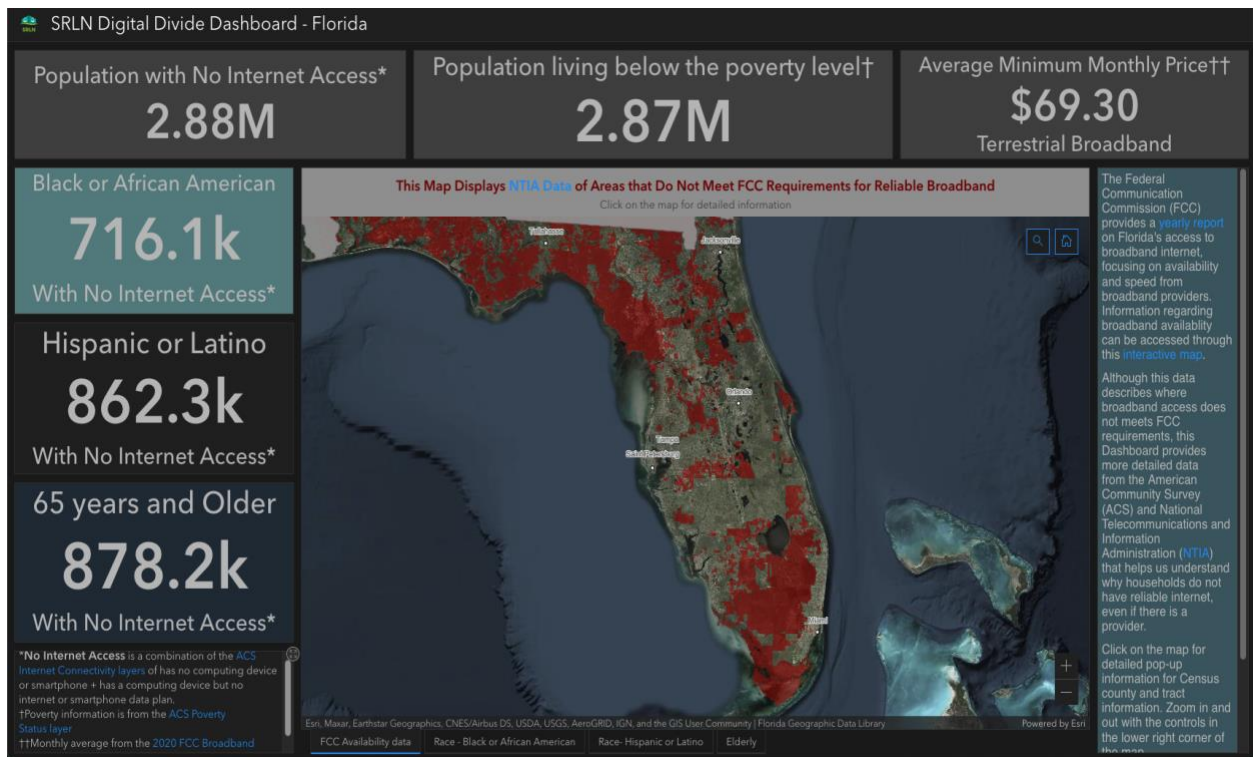 SRLN
SRLN Digital Divide Dashboard - Florida
Population with No Internet Access*
2.88M
Population living below the poverty level†
2.87M
Average Minimum Monthly Price††
$69.30
Terrestrial Broadband
Black or African American
716.1k
With No Internet Access*
Hispanic or Latino
862.3k
With No Internet Access*
65 years and Older
878.2k
With No Internet Access*
*No Internet Access is a combination of the ACS
Internet Connectivity layers of has no computing device
or smartphone + has a computing device but no
internet or smartphone data plan.
†Poverty information is from the ACS Poverty
Status layer
††Monthly average from the 2020 FCC Broadband
This Map Displays NTIA Data of Areas that Do Not Meet FCC Requirements for Reliable Broadband
Click on the map for detailed information
Tallahassee
Jacksonville
Orlando
Tampa
Saint Petersburg
Miami
+
−
Esri, Maxar, Earthstar Geographics, CNES/Airbus DS, USDA, USGS, AeroGRID, IGN, and the GIS User Community | Florida Geographic Data Library
Powered by Esri
FCC Availability data
Race - Black or African American
Race- Hispanic or Latino
Elderly
The Federal
Communication
Commission (FCC)
provides a yearly report
on Florida's access to
broadband internet,
focusing on availability
and speed from
broadband providers.
Information regarding
broadband availablity
can be accessed through
this interactive map.
Although this data
describes where
broadband access does
not meets FCC
requirements, this
Dashboard provides
more detailed data
from the American
Community Survey
(ACS) and National
Telecommunications and
Information
Administration (NTIA)
that helps us understand
why households do not
have reliable internet,
even if there is a
provider.
Click on the map for
detailed pop-up
information for Census
county and tract
information. Zoom in and
out with the controls in
the lower right corner of
the map.